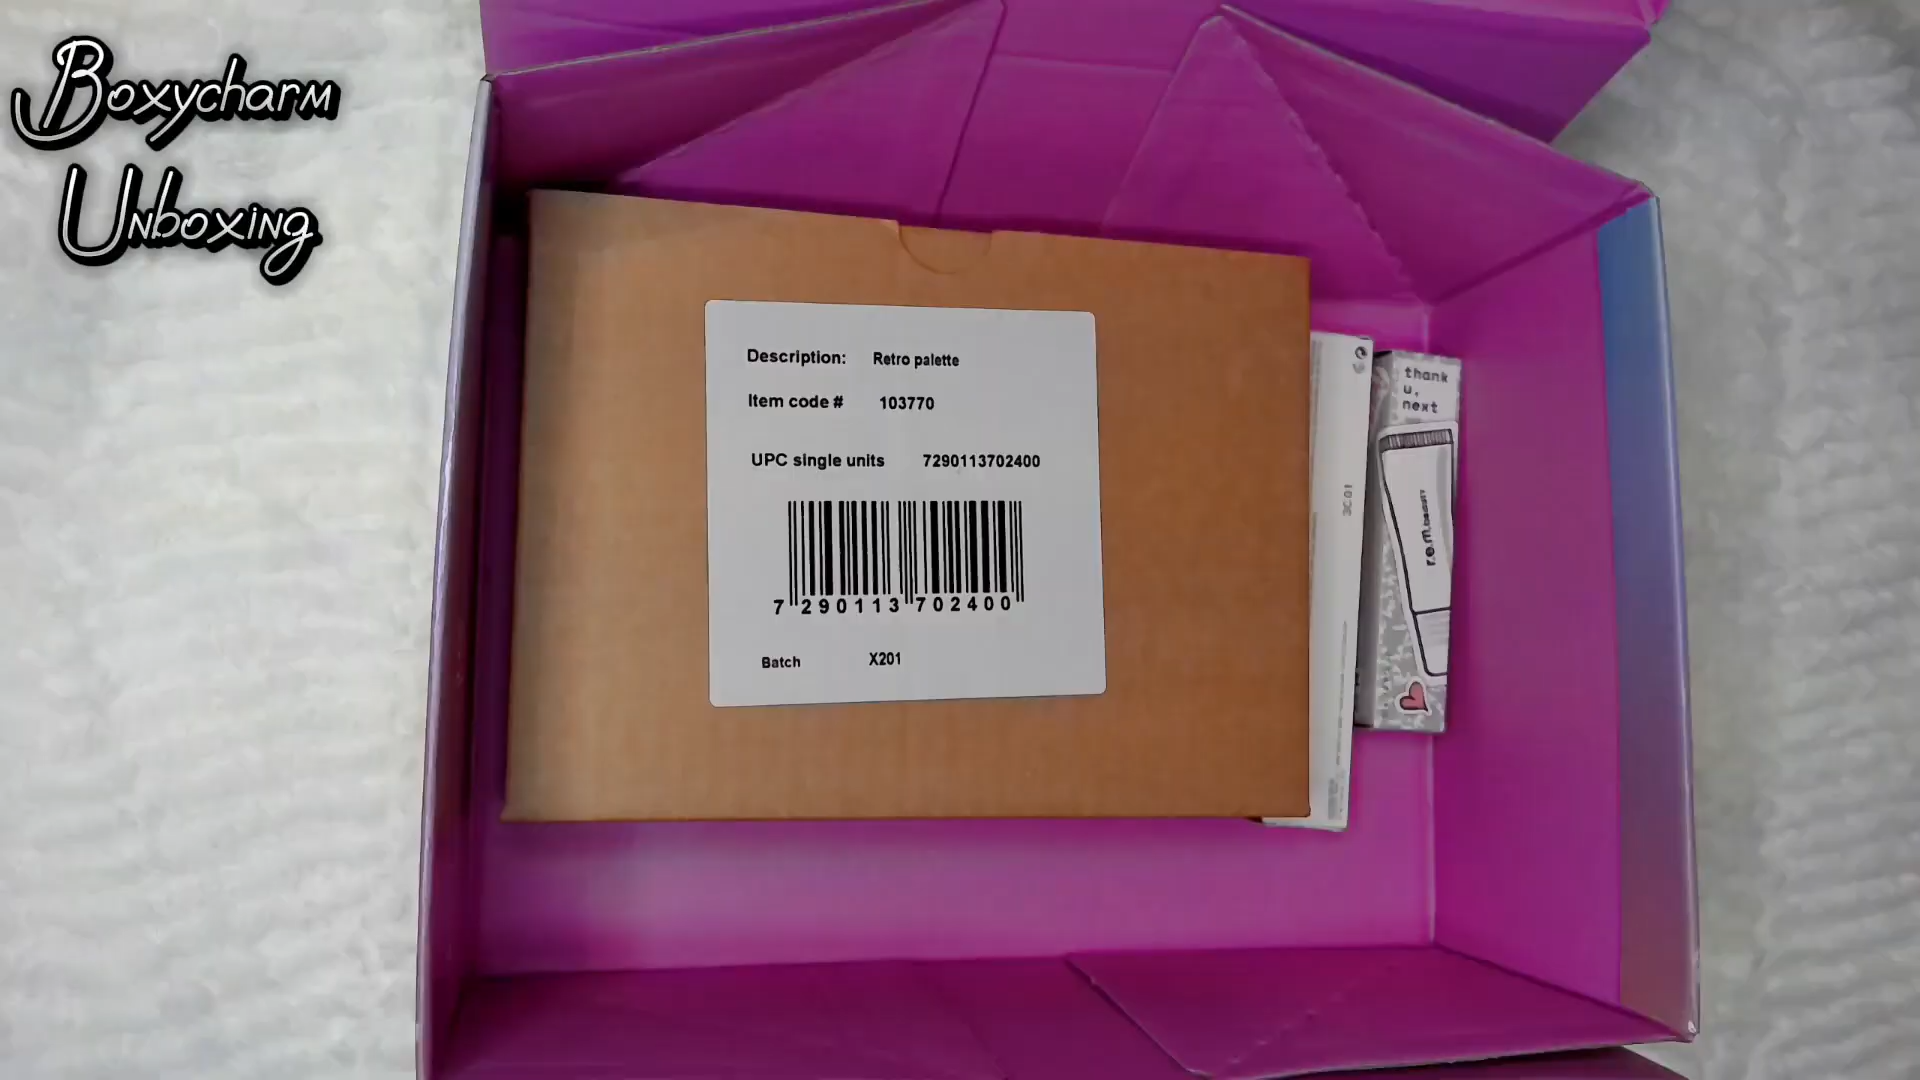 Boxycharm
Unboxing
Description: Retro palette
Item code # 103770
UPC single units 7290113702400
7 290113 702400
Batch X201
3C01
thank
u,
next
r.e.m.beauty